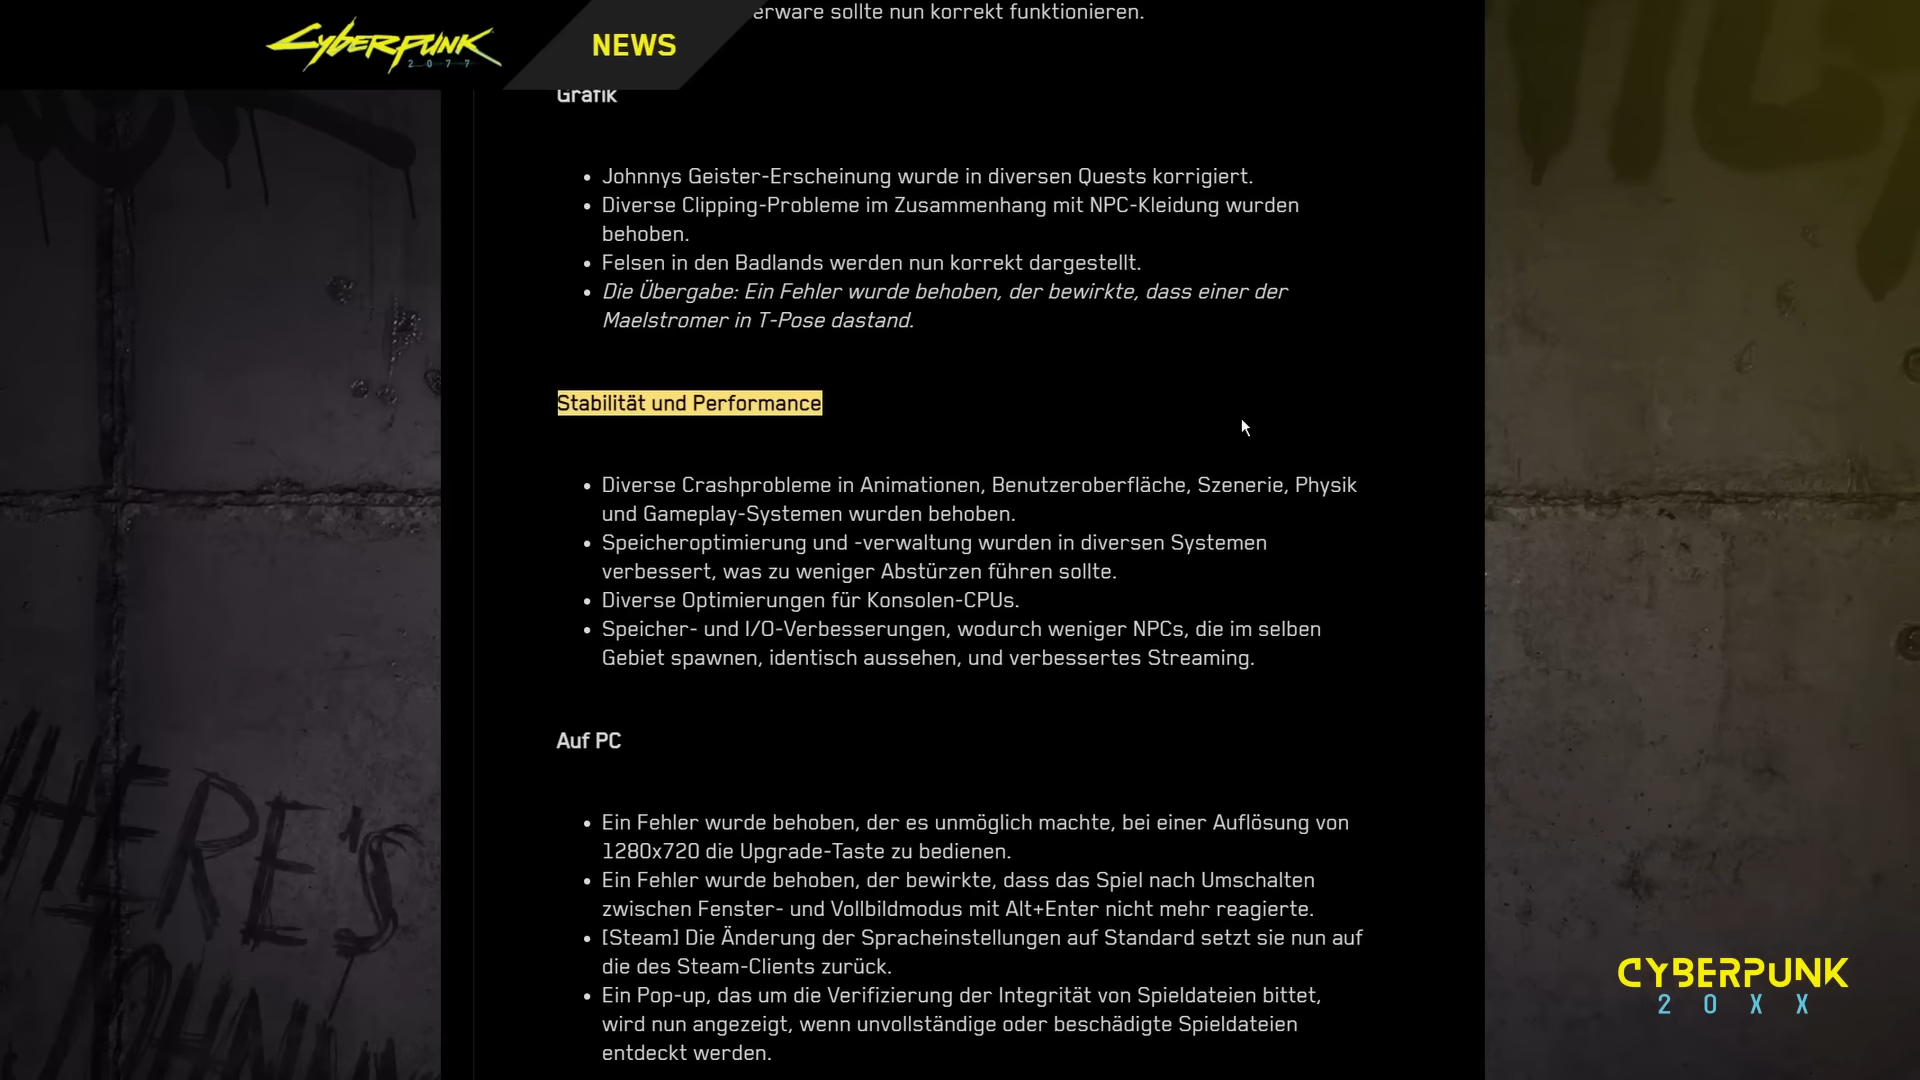 erware sollte nun korrekt funktionieren.
CYBERPUNK
2077
NEWS
Grafik
• Johnnys Geister-Erscheinung wurde in diversen Quests korrigiert.
• Diverse Clipping-Probleme im Zusammenhang mit NPC-Kleidung wurden
behoben.
• Felsen in den Badlands werden nun korrekt dargestellt.
• Die Übergabe: Ein Fehler wurde behoben, der bewirkte, dass einer der
Maelstromer in T-Pose dastand.
Stabilität und Performance
• Diverse Crashprobleme in Animationen, Benutzeroberfläche, Szenerie, Physik
und Gameplay-Systemen wurden behoben.
• Speicheroptimierung und -verwaltung wurden in diversen Systemen
verbessert, was zu weniger Abstürzen führen sollte.
• Diverse Optimierungen für Konsolen-CPUs.
• Speicher- und I/O-Verbesserungen, wodurch weniger NPCs, die im selben
Gebiet spawnen, identisch aussehen, und verbessertes Streaming.
Auf PC
• Ein Fehler wurde behoben, der es unmöglich machte, bei einer Auflösung von
1280x720 die Upgrade-Taste zu bedienen.
• Ein Fehler wurde behoben, der bewirkte, dass das Spiel nach Umschalten
zwischen Fenster- und Vollbildmodus mit Alt+Enter nicht mehr reagierte.
• [Steam] Die Änderung der Spracheinstellungen auf Standard setzt sie nun auf
die des Steam-Clients zurück.
• Ein Pop-up, das um die Verifizierung der Integrität von Spieldateien bittet,
wird nun angezeigt, wenn unvollständige oder beschädigte Spieldateien
entdeckt werden.
HERE'S
JOHNNY
CYBERPUNK
20XX